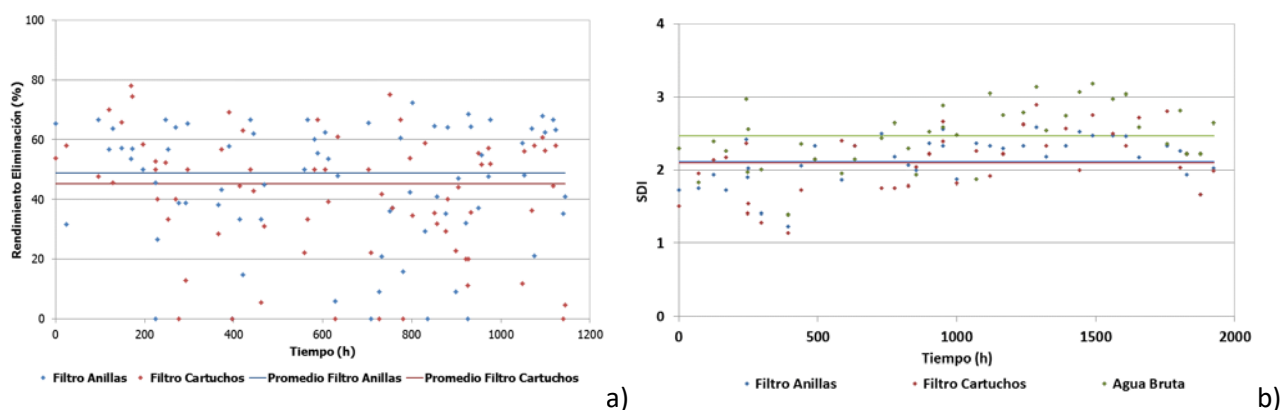 Rendimiento Eliminación (%)
100
80
60
40
20
0
0 200 400 600 800 1000 1200
Tiempo (h)
Filtro Anillas Filtro Cartuchos Promedio Filtro Anillas Promedio Filtro Cartuchos
a)
SDI
4
3
2
1
0
0 500 1000 1500 2000
Tiempo (h)
Filtro Anillas Filtro Cartuchos Agua Bruta
b)